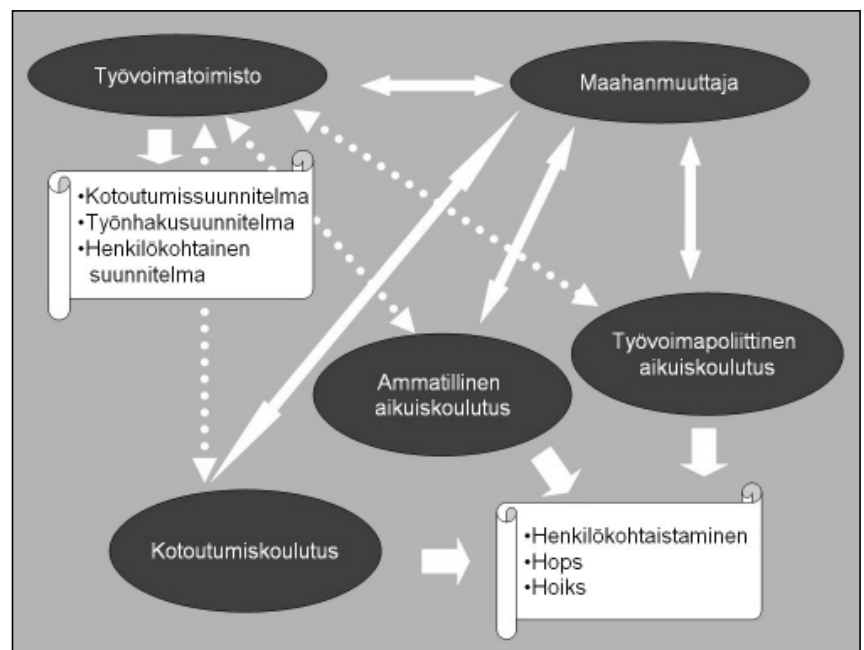 Työvoimatoimisto
Maahanmuuttaja
•Kotoutumissuunnitelma
•Työnhakusuunnitelma
•Henkilökohtainen
suunnitelma
Työvoimapoliittinen
aikuiskoulutus
Ammatillinen
aikuiskoulutus
Kotoutumiskoulutus
•Henkilökohtaistaminen
•Hops
•Hoiks